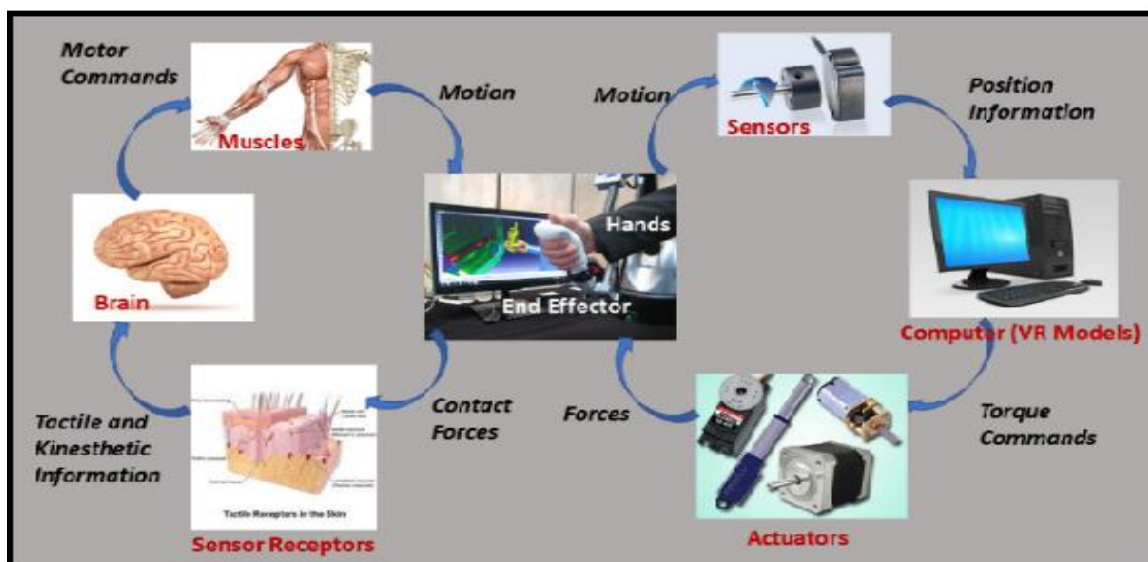 Motor
Commands
Muscles
Motion
Motion
Sensors
Position
Information
Brain
Hands
End Effector
Computer (VR Models)
Tactile and
Kinesthetic
Information
Tactile Receptors in the Skin
Sensor Receptors
Contact
Forces
Forces
Actuators
Torque
Commands